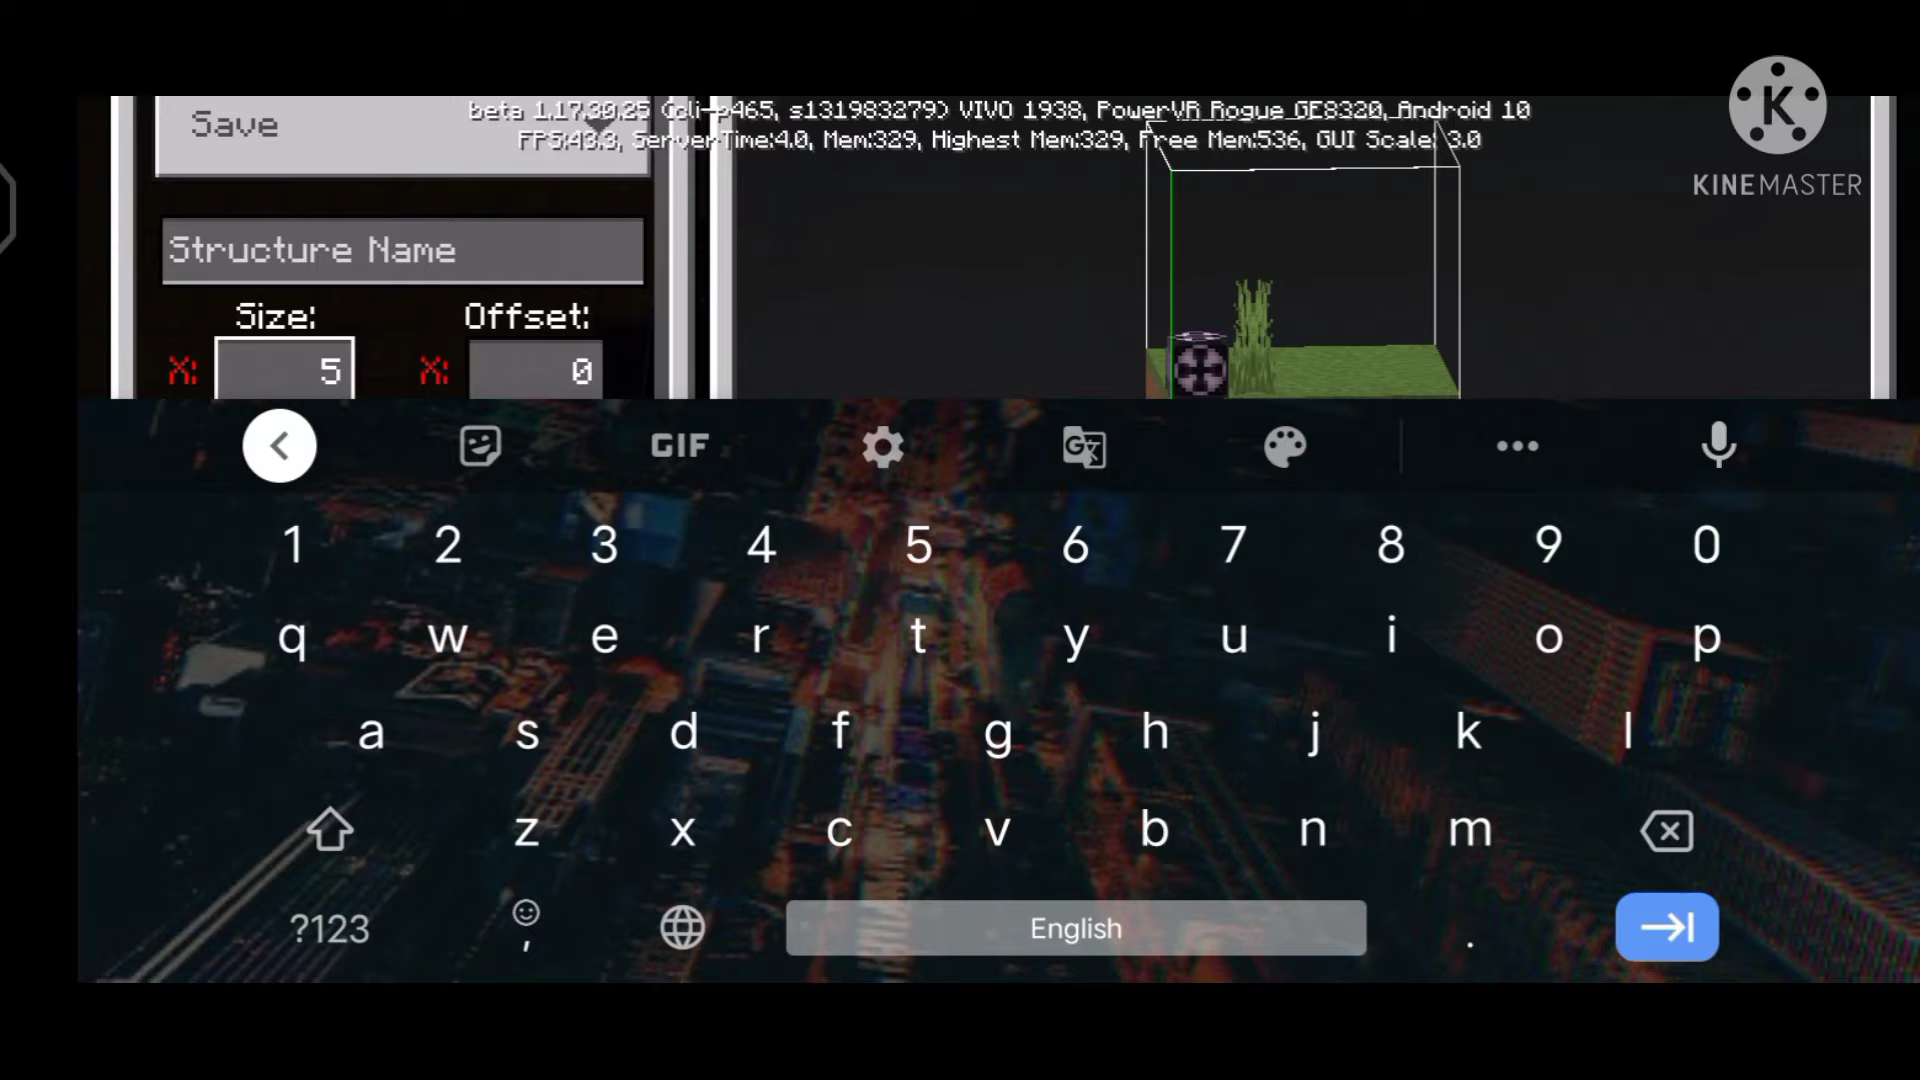 beta 1.17.30.25 (cli-p465, s131983279) VIVO 1938, PowerVR Rogue GE8320, Android 10
FPS:43.3, ServerTime:4.0, Mem:329, Highest Mem:329, Free Mem:536, GUI Scale: 3.0
K
KINEMASTER
Save
Structure Name
Size: Offset:
X: 5 X: 0
GIF G
1 2 3 4 5 6 7 8 9 0
q w e r t y u i o p
a s d f g h j k l
z x c v b n m
?123 , English .